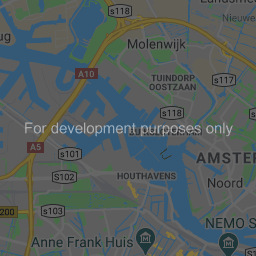 s118
Landsme
Nieuwe
ug
Molenwijk
A10
TUINDORP
OOSTZAAN
s117
s118
For development purposes only
A5
s101
AMSTER
S102
HOUTHAVENS
Noord
200
s103
NEMO S
Anne Frank Huis